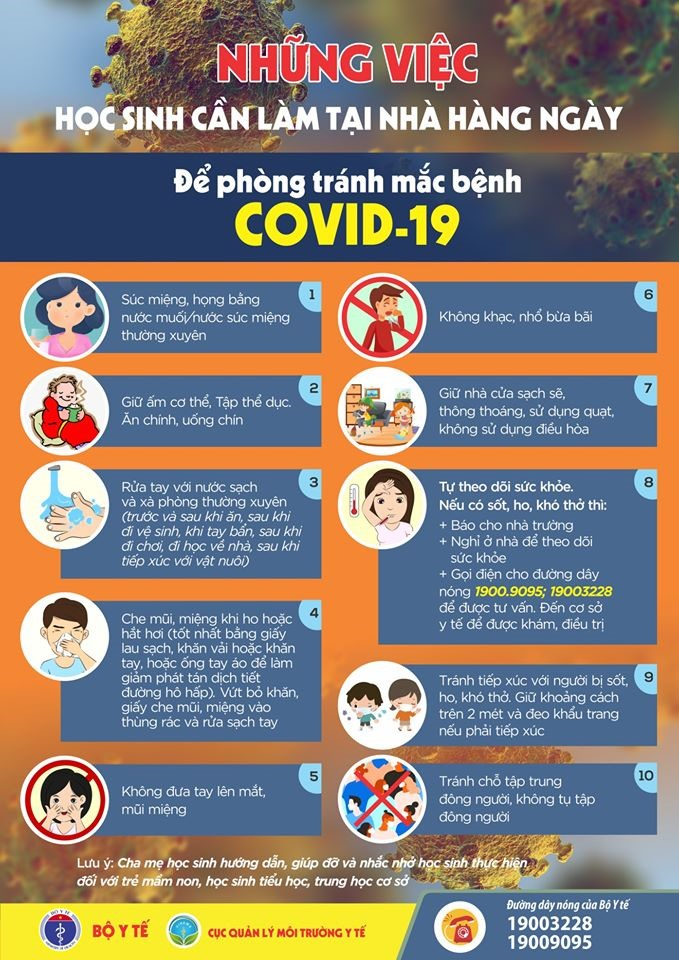 NHỮNG VIỆC
HỌC SINH CẦN LÀM TẠI NHÀ HÀNG NGÀY
Để phòng tránh mắc bệnh
COVID-19
1
Súc miệng, họng bằng
nước muối/nước súc miệng
thường xuyên
2
Giữ ấm cơ thể, Tập thể dục.
Ăn chính, uống chín
3
Rửa tay với nước sạch
và xà phòng thường xuyên
(trước và sau khi ăn, sau khi
đi vệ sinh, khi tay bẩn, sau khi
đi chơi, đi học về nhà, sau khi
tiếp xúc với vật nuôi)
4
Che mũi, miệng khi ho hoặc
hắt hơi (tốt nhất bằng giấy
lau sạch, khăn vải hoặc khăn
tay, hoặc ống tay áo để làm
giảm phát tán dịch tiết
đường hô hấp). Vứt bỏ khăn,
giấy che mũi, miệng vào
thùng rác và rửa sạch tay
5
Không đưa tay lên mắt,
mũi miệng
6
Không khạc, nhổ bừa bãi
7
Giữ nhà cửa sạch sẽ,
thông thoáng, sử dụng quạt,
không sử dụng điều hòa
8
Tự theo dõi sức khỏe.
Nếu có sốt, ho, khó thở thì:
+ Báo cho nhà trường
+ Nghỉ ở nhà để theo dõi
sức khỏe
+ Gọi điện cho đường dây
nóng 1900.9095; 19003228
để được tư vấn. Đến cơ sở
y tế để được khám, điều trị
9
Tránh tiếp xúc với người bị sốt,
ho, khó thở. Giữ khoảng cách
trên 2 mét và đeo khẩu trang
nếu phải tiếp xúc
10
Tránh chỗ tập trung
đông người, không tụ tập
đông người
Lưu ý: Cha mẹ học sinh hướng dẫn, giúp đỡ và nhắc nhở học sinh thực hiện
đối với trẻ mầm non, học sinh tiểu học, trung học cơ sở
BỘ Y TẾ
BỘ Y TẾ
CỤC QUẢN LÝ MÔI TRƯỜNG Y TẾ
Đường dây nóng của Bộ Y tế
19003228
19009095